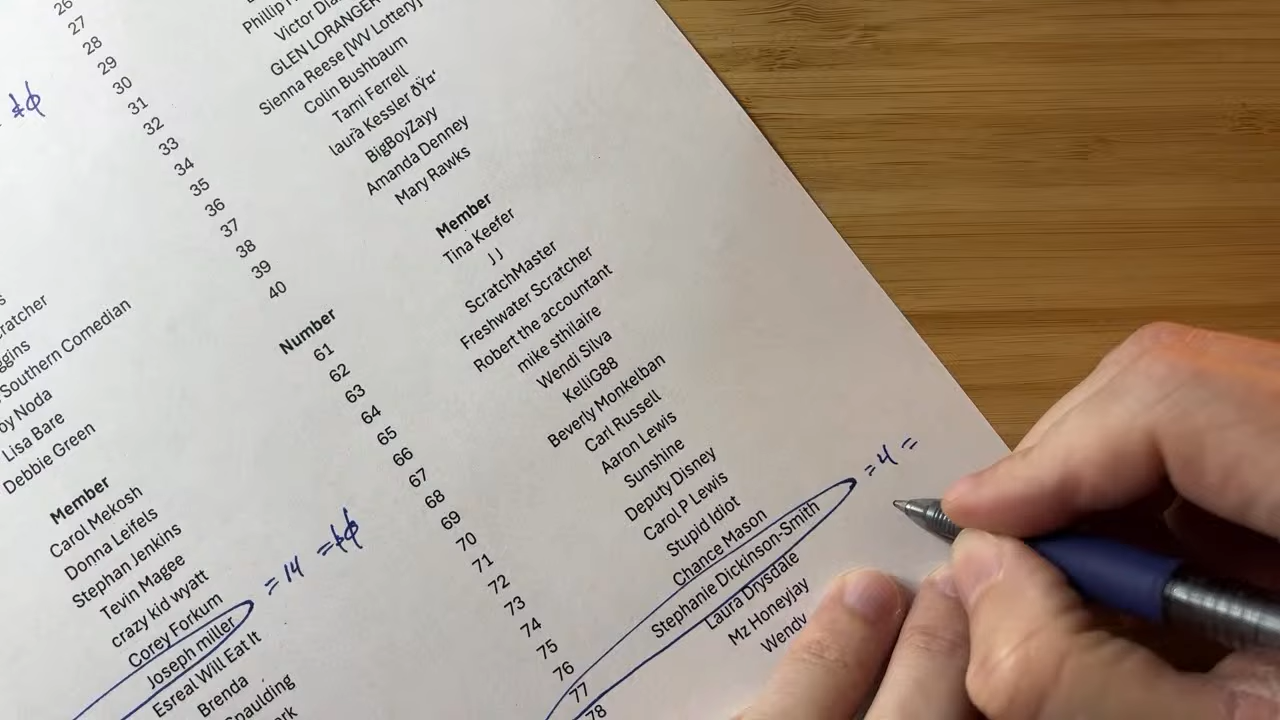 26
27
28
29
30
31
32
33
34
35
36
37
38
39
40
Victor
GLEN LORANGER
Sienna Reese [WV Lottery]
Colin Bushbaum
Tami Ferrell
laura Kessler ðŸ¤
BigBoyZayy
Amanda Denney
Mary Rawks
Southern Comedian
Noda
Lisa Bare
Debbie Green
Member
Carol Mekosh
Donna Leifels
Stephan Jenkins
Tevin Magee
crazy kid wyatt
Corey Forkum
Joseph miller = 14 =
Esreal Will Eat It
Brenda
Spaulding
Number
61
62
63
64
65
66
67
68
69
70
71
72
73
74
75
76
77
78
Member
Tina Keefer
J J
ScratchMaster
Freshwater Scratcher
Robert the accountant
mike sthilaire
Wendi Silva
KelliG88
Beverly Monkelban
Carl Russell
Aaron Lewis
Sunshine
Deputy Disney
Carol P Lewis
Stupid Idiot
Chance Mason
Stephanie Dickinson-Smith = 4 =
Laura Drysdale
Mz Honeyjay
Wendy